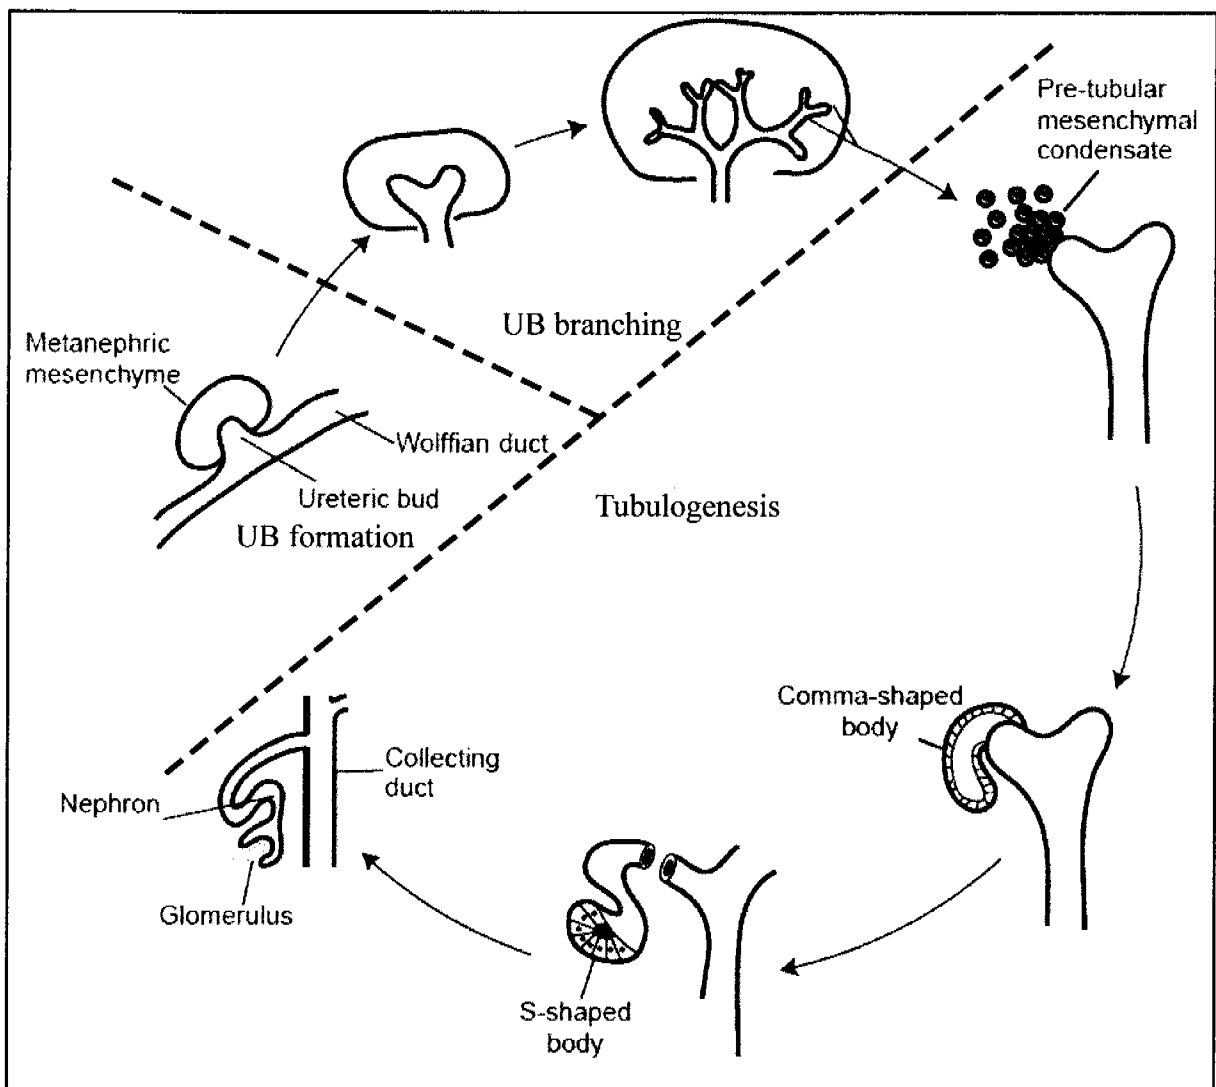 Pre-tubular
mesenchymal
condensate
UB branching
Metanephric
mesenchyme
Wolffian duct
Ureteric bud
UB formation
Tubulogenesis
Comma-shaped
body
Collecting
duct
Nephron
Glomerulus
S-shaped
body